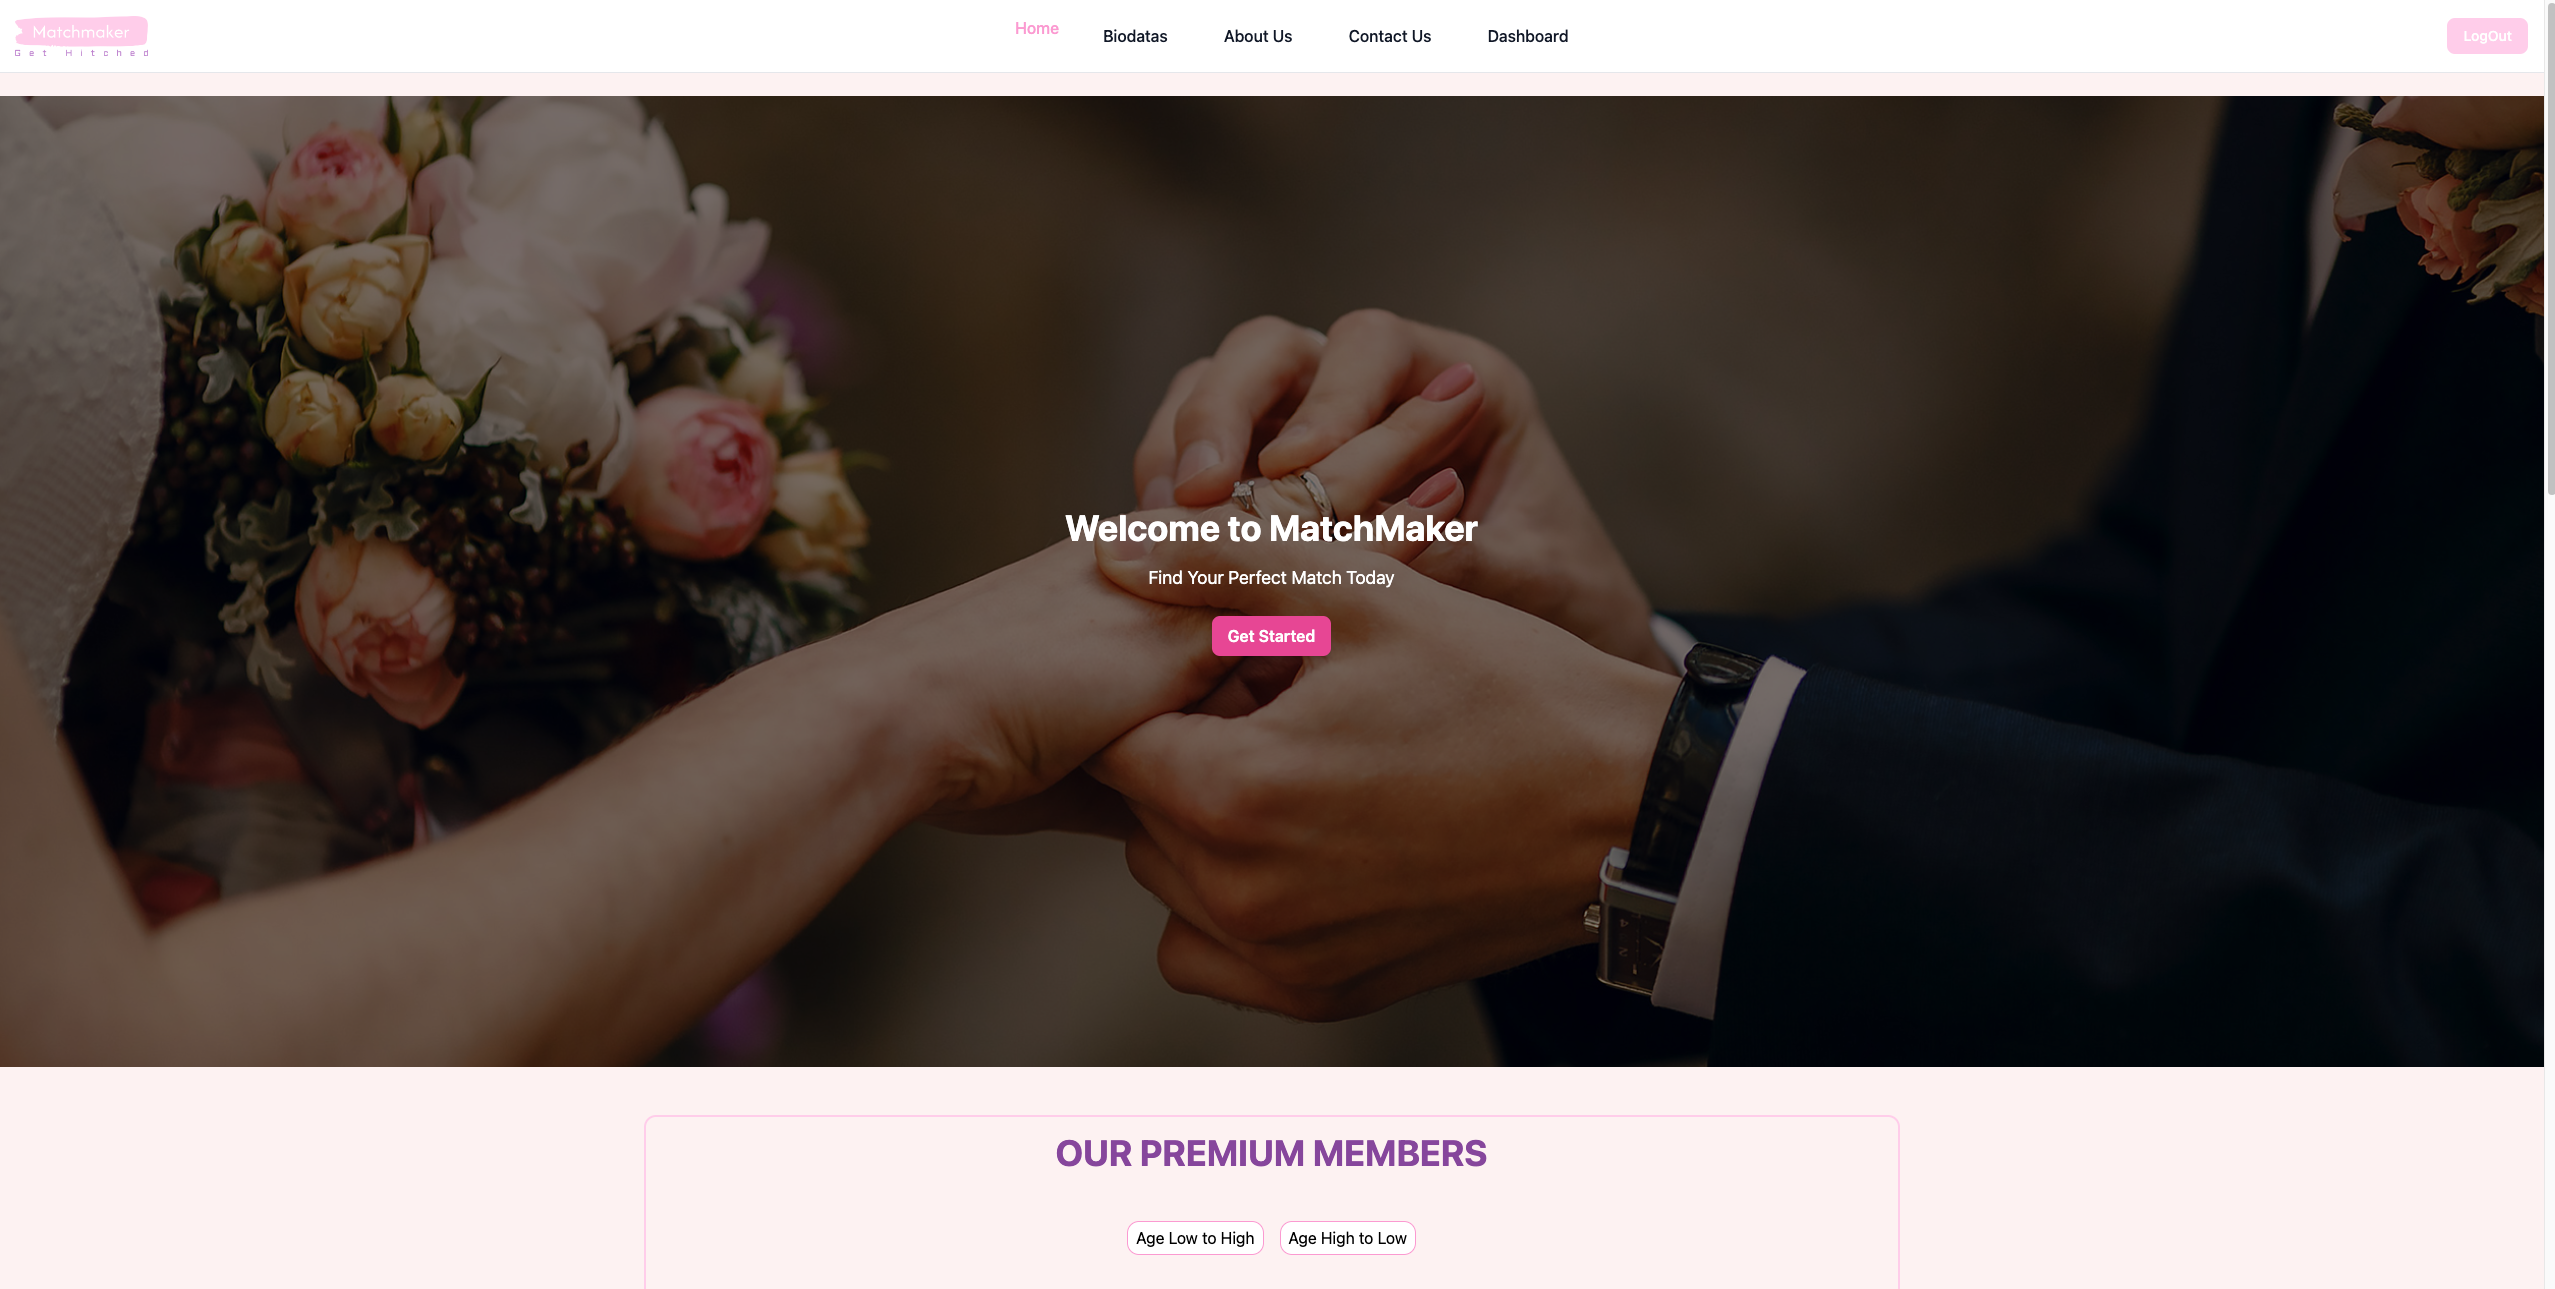 Matchmaker
Get Hitched
Home
Biodatas
About Us
Contact Us
Dashboard
LogOut
Welcome to MatchMaker
Find Your Perfect Match Today
Get Started
OUR PREMIUM MEMBERS
Age Low to High
Age High to Low